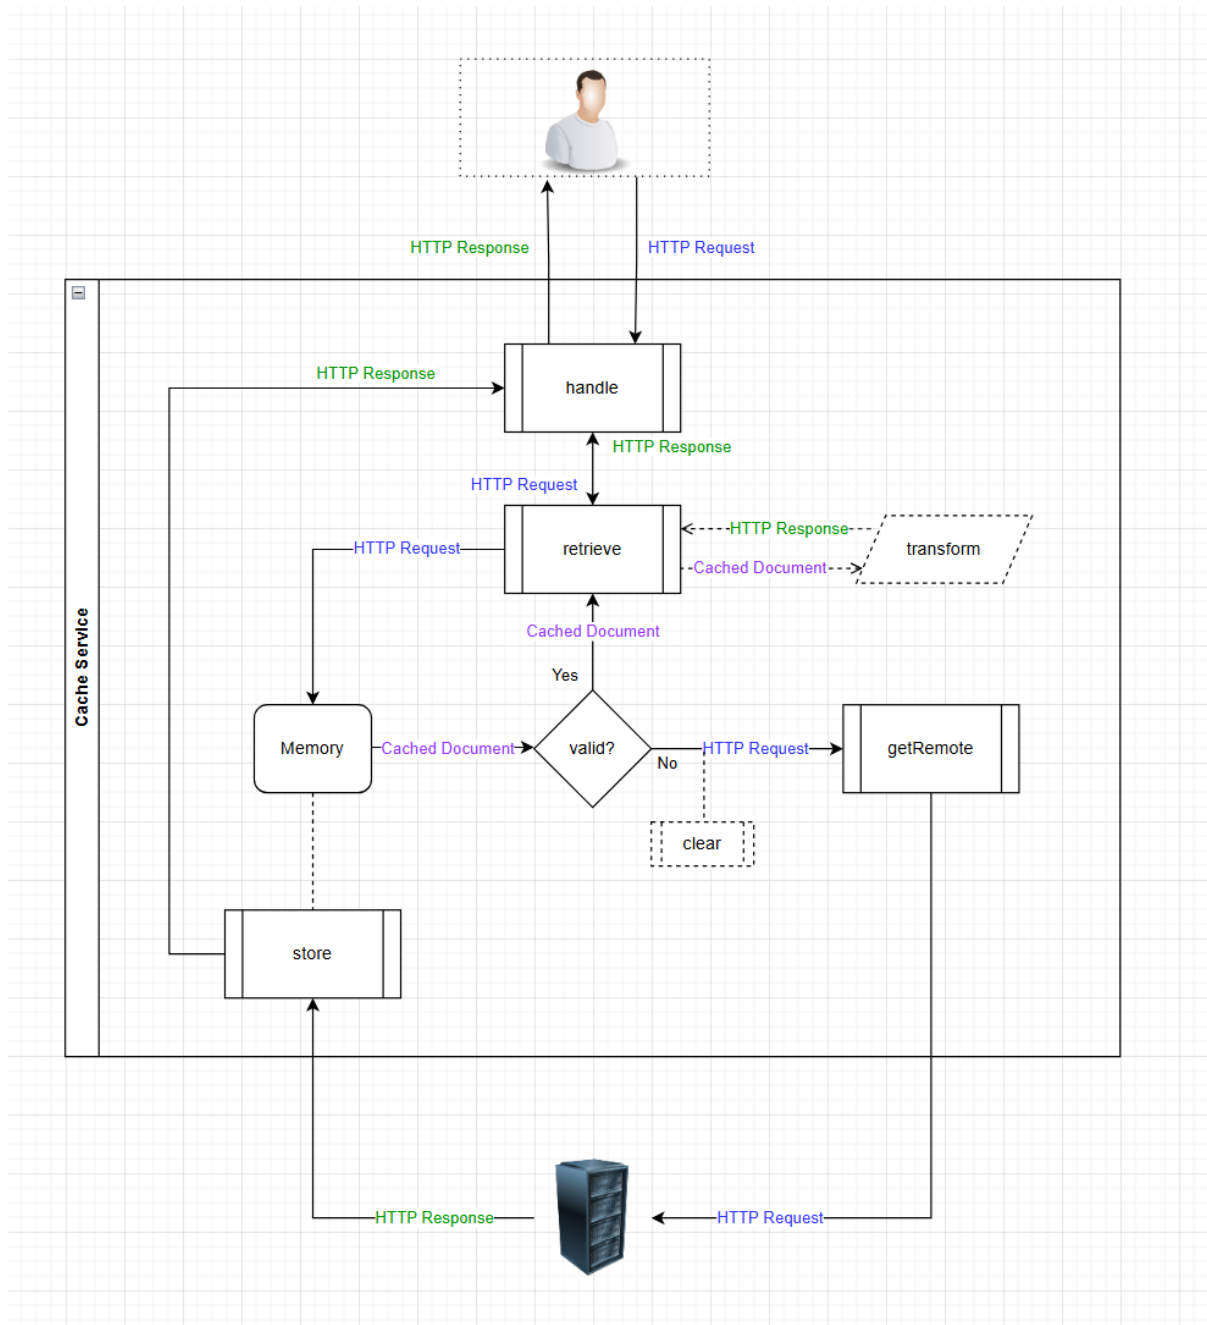 HTTP Response
HTTP Request
HTTP Response
handle
HTTP Response
HTTP Request
HTTP Request
retrieve
HTTP Response
transform
Cached Document
Cached Document
Cache Service
Yes
Memory
Cached Document
valid?
No
HTTP Request
getRemote
clear
store
HTTP Response
HTTP Request